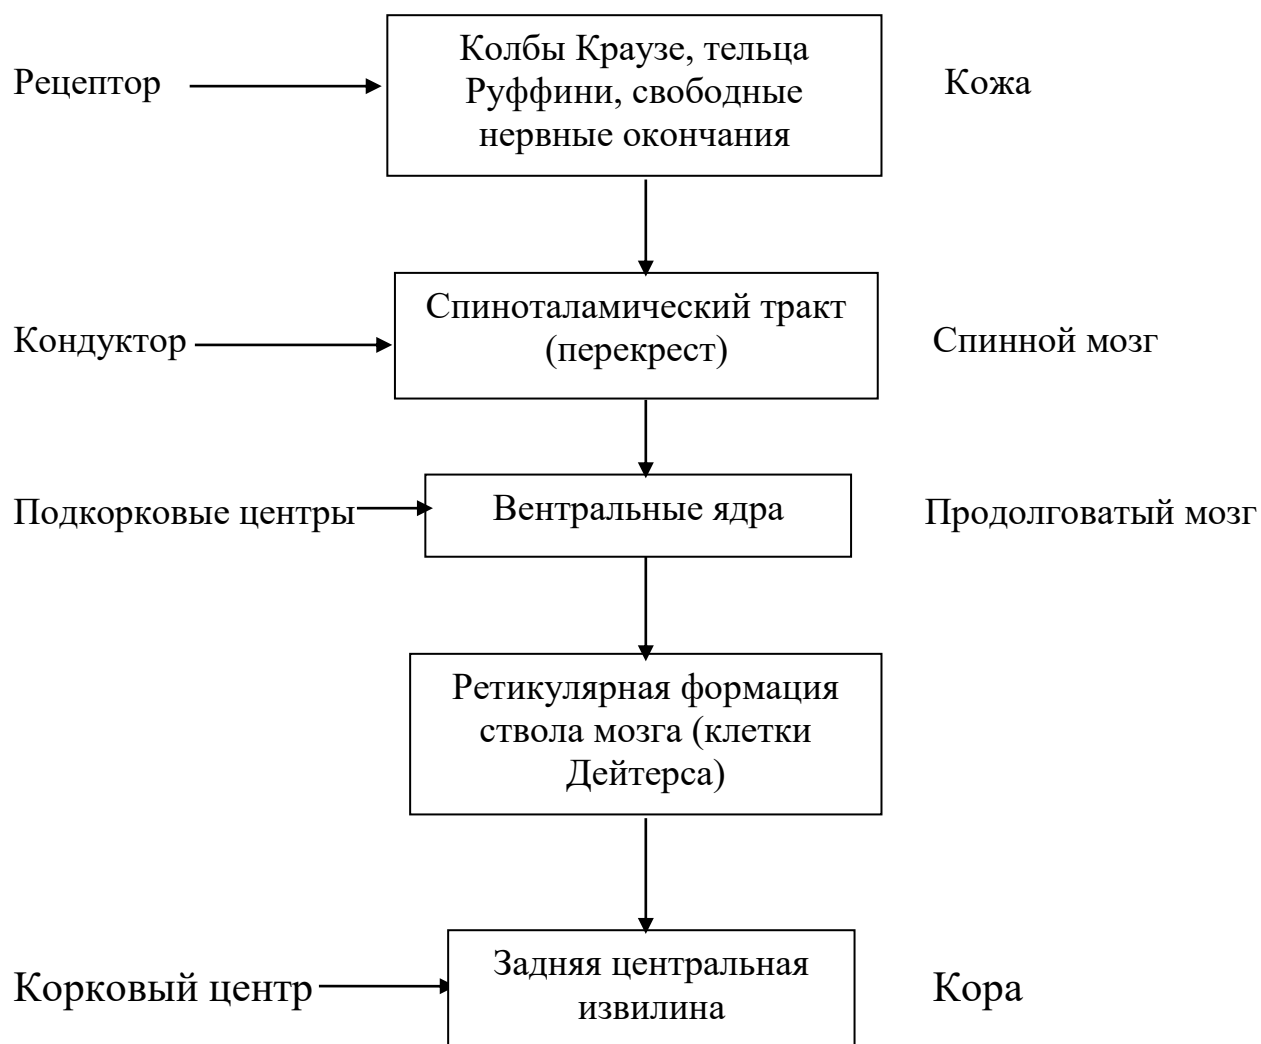 Рецептор
Колбы Краузе, тельца
Руффини, свободные
нервные окончания
Кожа
Кондуктор
Спиноталамический тракт
(перекрест)
Спинной мозг
Подкорковые центры
Вентральные ядра
Продолговатый мозг
Ретикулярная формация
ствола мозга (клетки
Дейтерса)
Корковый центр
Задняя центральная
извилина
Кора